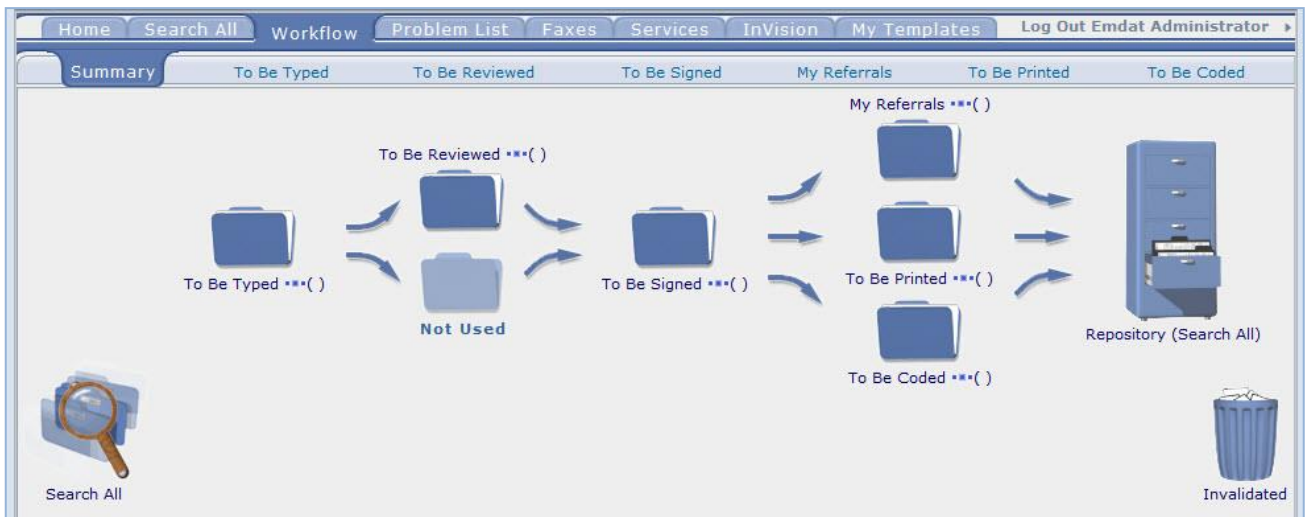 Home Search All Workflow Problem List Faxes Services InVision My Templates Log Out Emdat Administrator
Summary To Be Typed To Be Reviewed To Be Signed My Referrals To Be Printed To Be Coded
My Referrals ( )
To Be Reviewed ( )
To Be Typed ( )
To Be Signed ( )
To Be Printed ( )
Not Used
Repository (Search All)
To Be Coded ( )
Search All
Invalidated